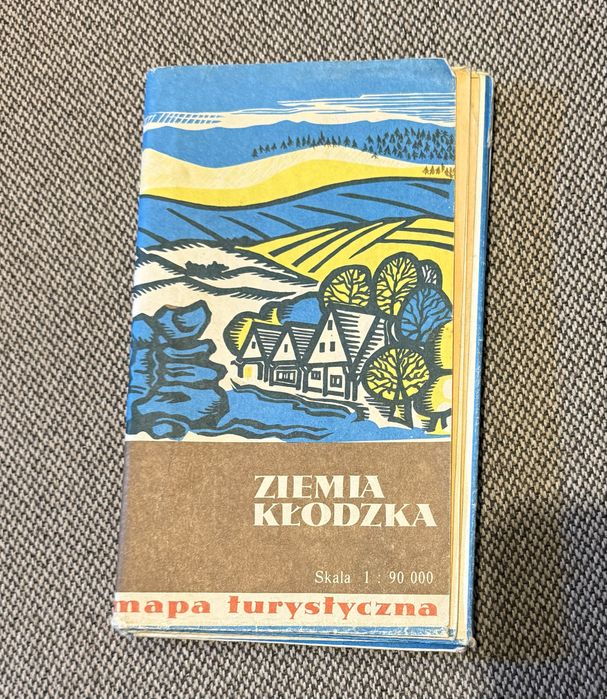 ZIEMIA
KŁODZKA
Skala 1 : 90 000
mapa turystyczna